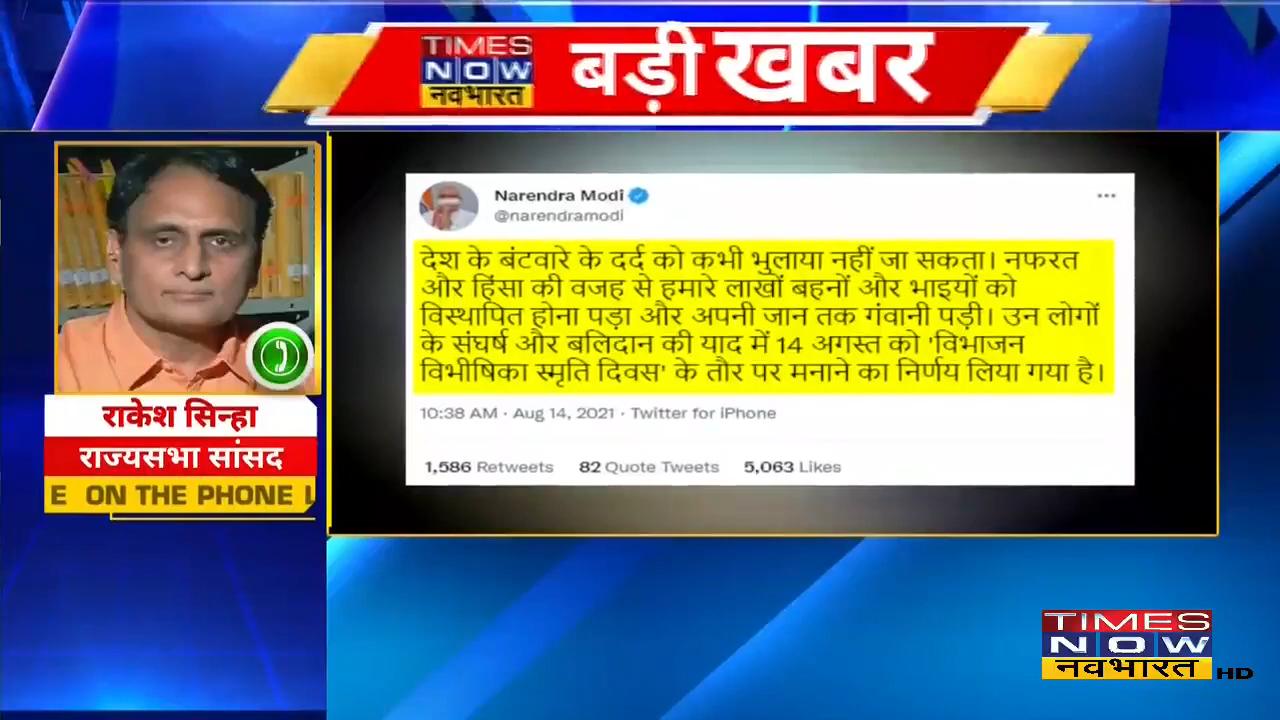 TIMES
NOW
नवभारत
बड़ी खबर
Narendra Modi
@narendramodi
देश के बंटवारे के दर्द को कभी भुलाया नहीं जा सकता। नफरत
और हिंसा की वजह से हमारे लाखों बहनों और भाइयों को
विस्थापित होना पड़ा और अपनी जान तक गंवानी पड़ी। उन लोगों
के संघर्ष और बलिदान की याद में 14 अगस्त को 'विभाजन
विभीषिका स्मृति दिवस' के तौर पर मनाने का निर्णय लिया गया है।
10:38 AM · Aug 14, 2021 · Twitter for iPhone
1,586 Retweets 82 Quote Tweets 5,063 Likes
राकेश सिन्हा
राज्यसभा सांसद
E ON THE PHONE L
TIMES
NOW
नवभारत HD